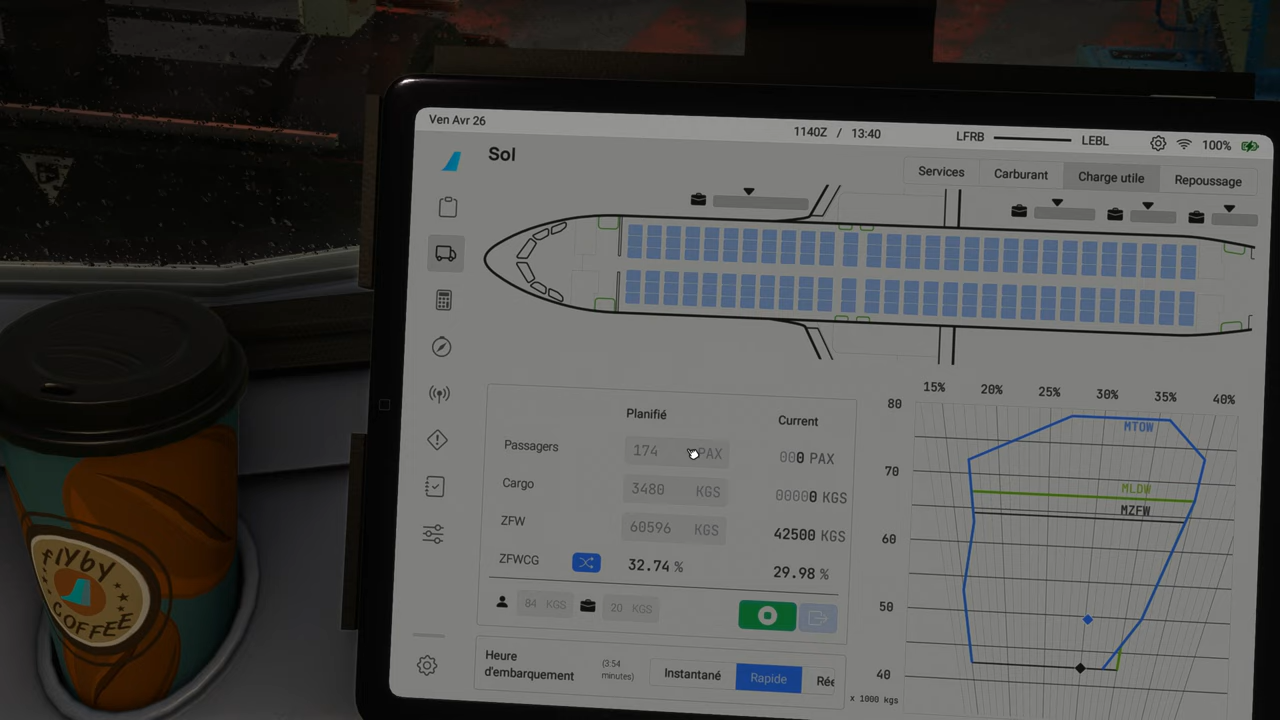 Ven Avr 26
1140Z / 13:40
LFRB
LEBL
100%
Sol
Services
Carburant
Charge utile
Repoussage
Planifié
Current
Passagers
174 PAX
000 PAX
Cargo
3480 KGS
00000 KGS
ZFW
60596 KGS
42500 KGS
ZFWCG
32.74 %
29.98 %
84 KGS
20 KGS
Heure
d'embarquement
(3:54
minutes)
Instantané
Rapide
Rée
15% 20% 25% 30% 35% 40%
80
70
60
50
40
x 1000 kgs
MTOW
MLDW
MZFW
flyby
COFFEE